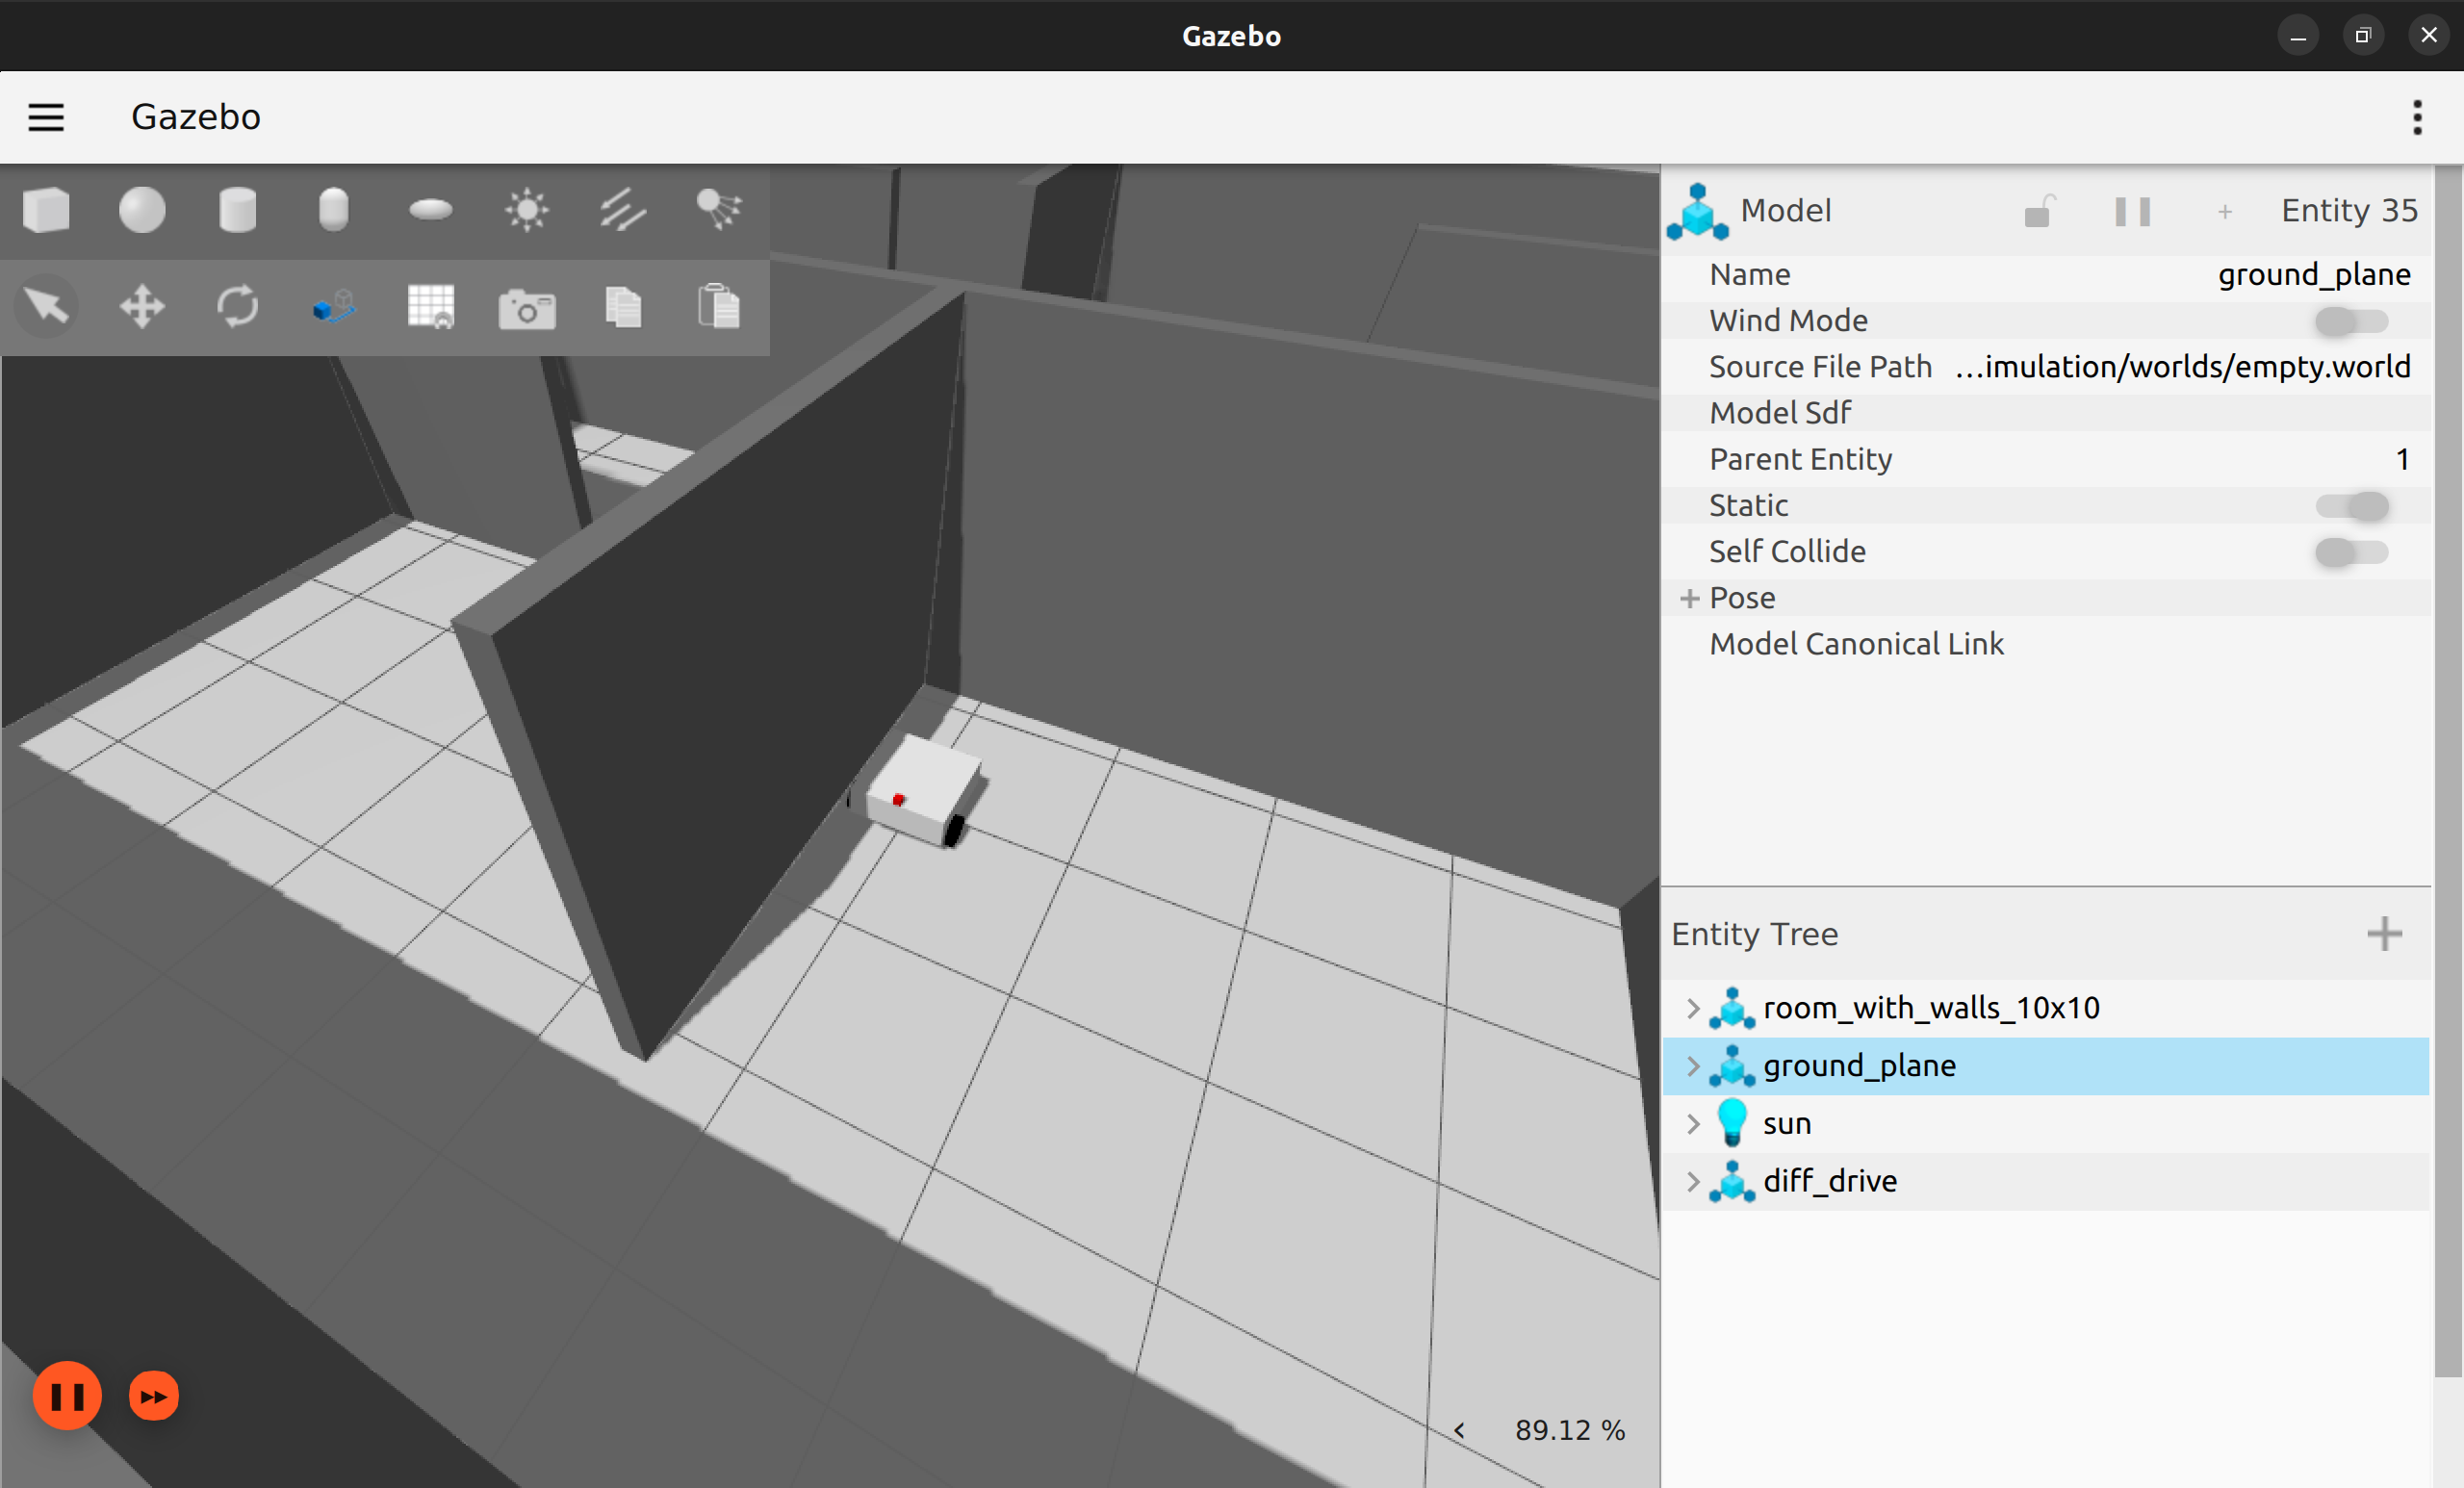 Gazebo
Gazebo
Model Entity 35
Name ground_plane
Wind Mode
Source File Path ...imulation/worlds/empty.world
Model Sdf
Parent Entity 1
Static
Self Collide
+ Pose
Model Canonical Link
Entity Tree
room_with_walls_10x10
ground_plane
sun
diff_drive
89.12 %